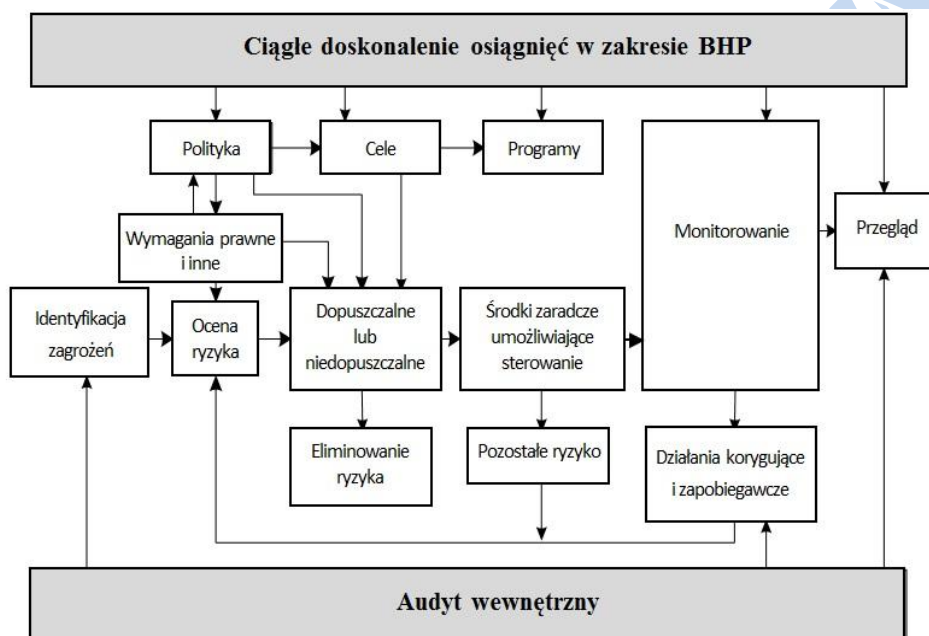 Ciągłe doskonalenie osiągnięć w zakresie BHP
Polityka
Cele
Programy
Monitorowanie
Przegląd
Wymagania prawne
i inne
Identyfikacja
zagrożeń
Ocena
ryzyka
Dopuszczalne
lub
niedopuszczalne
Środki zaradcze
umożliwiające
sterowanie
Eliminowanie
ryzyka
Pozostałe ryzyko
Działania korygujące
i zapobiegawcze
Audyt wewnętrzny